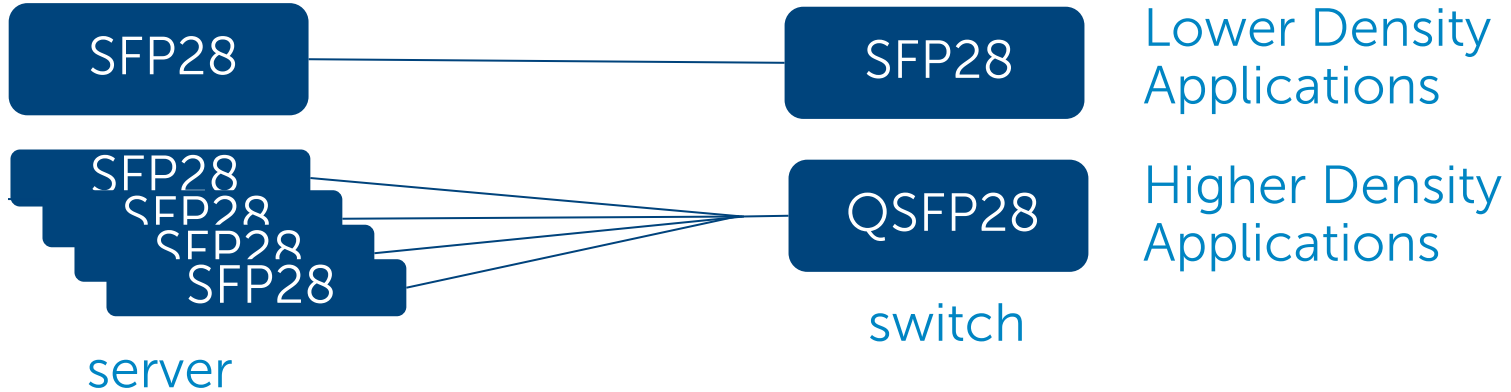 SFP28
SFP28
Lower Density
Applications
SFP28
SFP28
SFP28
SFP28
QSFP28
Higher Density
Applications
switch
server